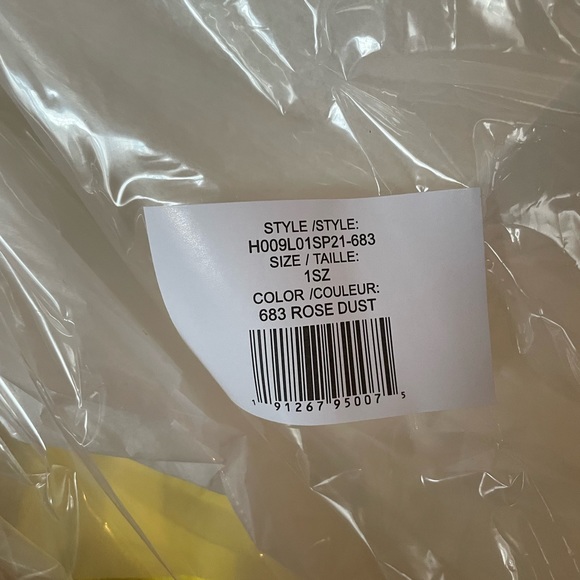 STYLE /STYLE:
H009L01SP21-683
SIZE / TAILLE:
1SZ
COLOR /COULEUR:
683 ROSE DUST
1 91267 95007 5